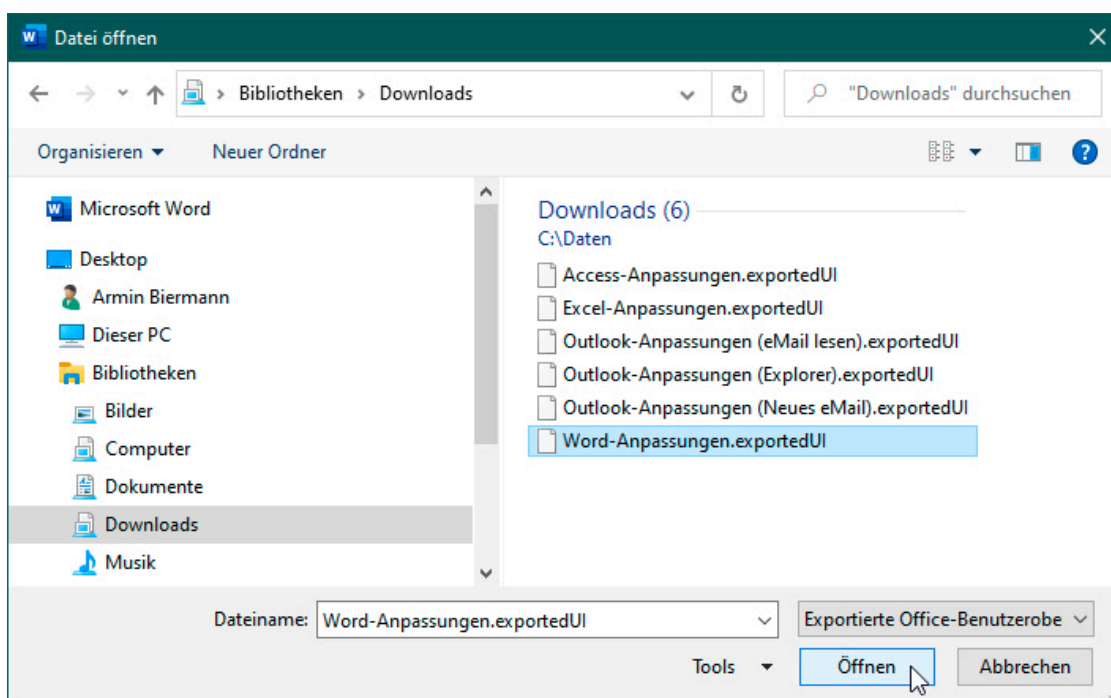 Datei öffnen
Bibliotheken > Downloads
"Downloads" durchsuchen
Organisieren
Neuer Ordner
?
Microsoft Word
Desktop
Armin Biermann
Dieser PC
Bibliotheken
Bilder
Computer
Dokumente
Downloads
Musik
Downloads (6)
C:\Daten
Access-Anpassungen.exportedUI
Excel-Anpassungen.exportedUI
Outlook-Anpassungen (eMail lesen).exportedUI
Outlook-Anpassungen (Explorer).exportedUI
Outlook-Anpassungen (Neues eMail).exportedUI
Word-Anpassungen.exportedUI
Dateiname: Word-Anpassungen.exportedUI
Exportierte Office-Benutzerobe
Tools
Öffnen
Abbrechen